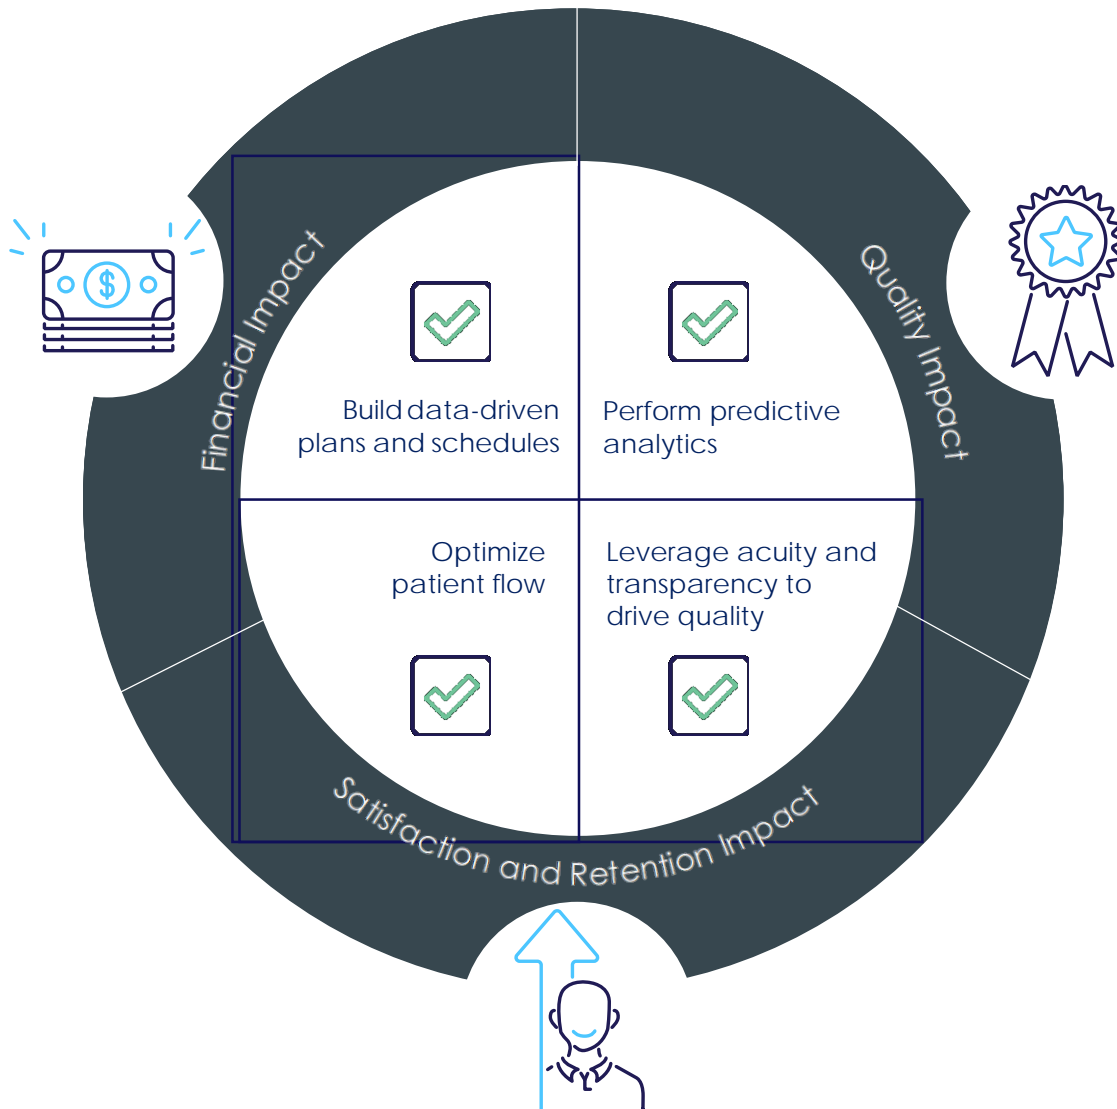 Financial Impact
Quality Impact
Build data-driven
plans and schedules
Perform predictive
analytics
Optimize
patient flow
Leverage acuity and
transparency to
drive quality
Satisfaction and Retention Impact
$